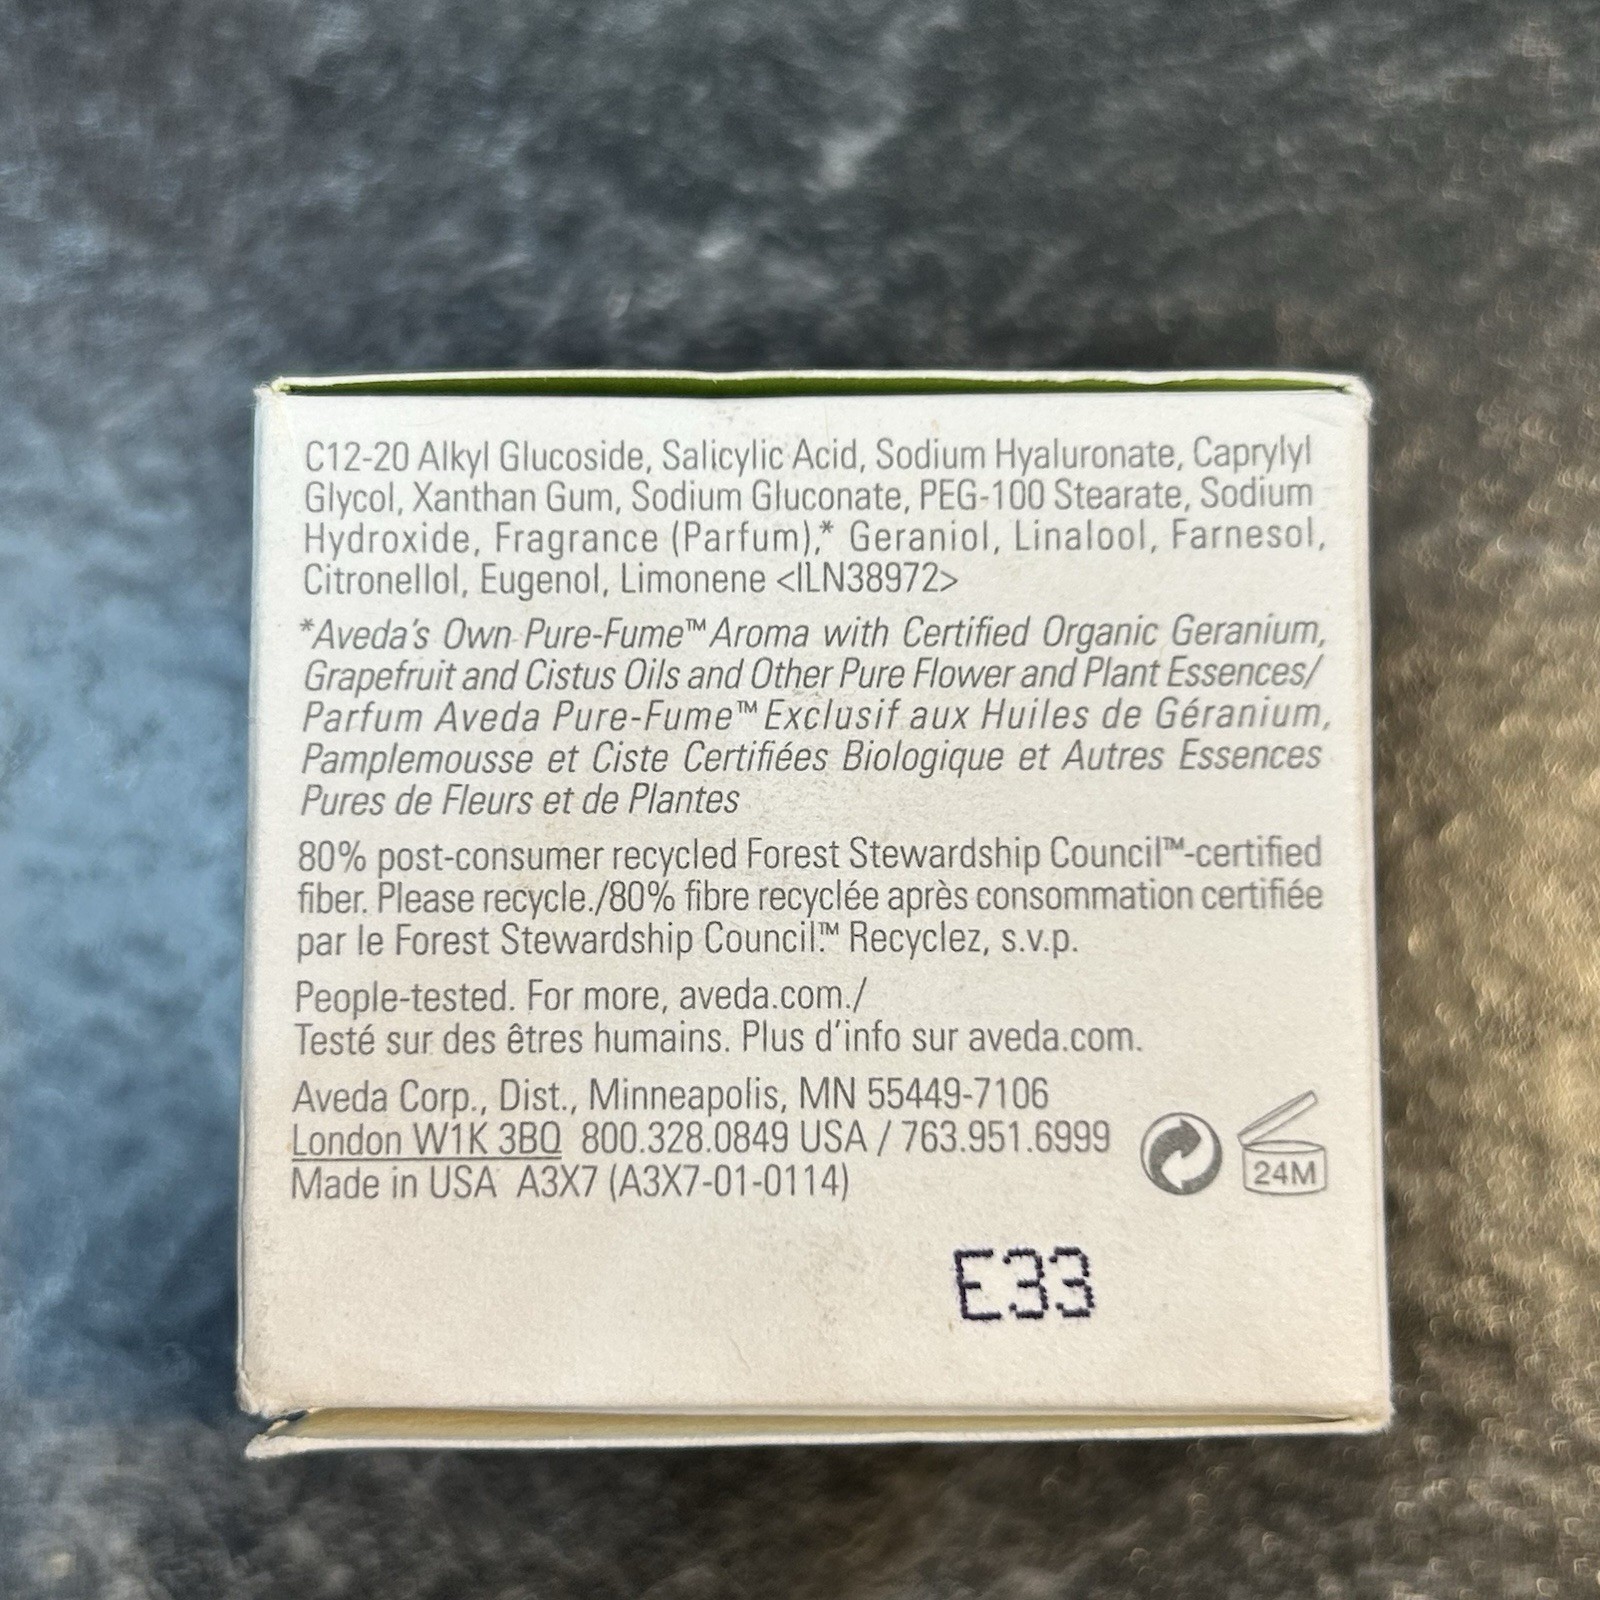 C12-20 Alkyl Glucoside, Salicylic Acid, Sodium Hyaluronate, Caprylyl
Glycol, Xanthan Gum, Sodium Gluconate, PEG-100 Stearate, Sodium
Hydroxide, Fragrance (Parfum),* Geraniol, Linalool, Farnesol,
Citronellol, Eugenol, Limonene <ILN38972>
*Aveda's Own Pure-Fume™ Aroma with Certified Organic Geranium,
Grapefruit and Cistus Oils and Other Pure Flower and Plant Essences/
Parfum Aveda Pure-Fume™ Exclusif aux Huiles de Géranium,
Pamplemousse et Ciste Certifiées Biologique et Autres Essences
Pures de Fleurs et de Plantes
80% post-consumer recycled Forest Stewardship Council™-certified
fiber. Please recycle./80% fibre recyclée après consommation certifiée
par le Forest Stewardship Council.™ Recyclez, s.v.p.
People-tested. For more, aveda.com./
Testé sur des êtres humains. Plus d'info sur aveda.com.
Aveda Corp., Dist., Minneapolis, MN 55449-7106
London W1K 3BQ 800.328.0849 USA / 763.951.6999
Made in USA A3X7 (A3X7-01-0114)
24M
E33